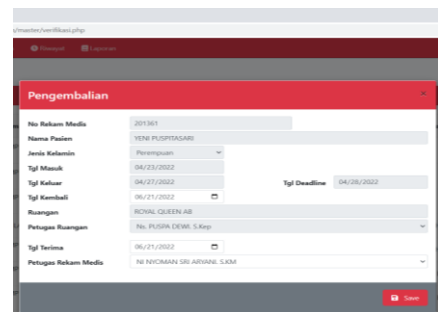 s/master/verifikasi.php
Riwayat Laporan
Pengembalian ×
No Rekam Medis 201361
Nama Pasien YENI PUSPITASARI
Jenis Kelamin Perempuan
Tgl Masuk 04/23/2022
Tgl Keluar 04/27/2022 Tgl Deadline 04/28/2022
Tgl Kembali 06/21/2022
Ruangan ROYAL QUEEN AB
Petugas Ruangan Ns. PUSPA DEWI. S.Kep
Tgl Terima 06/21/2022
Petugas Rekam Medis NI NYOMAN SRI ARYANI. S.KM
Save